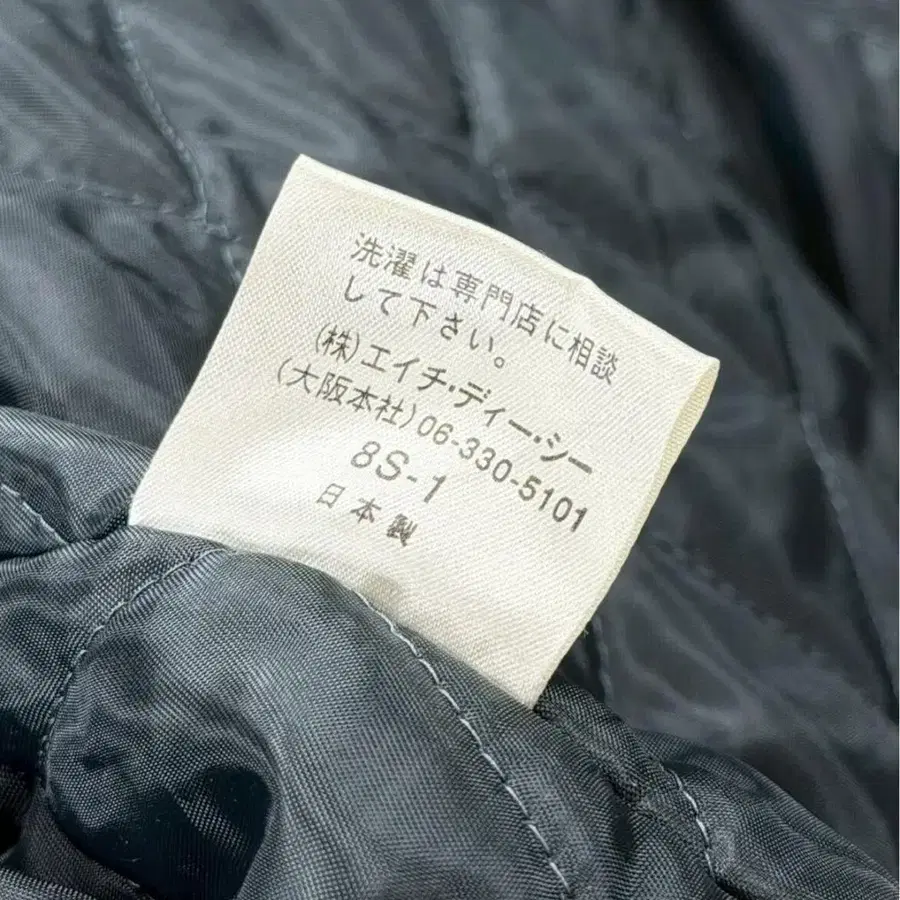 洗濯は専門店に相談
して下さい。
(株)エイチ・ディー・シー
(大阪本社)06-330-5101
8S-1
日本製